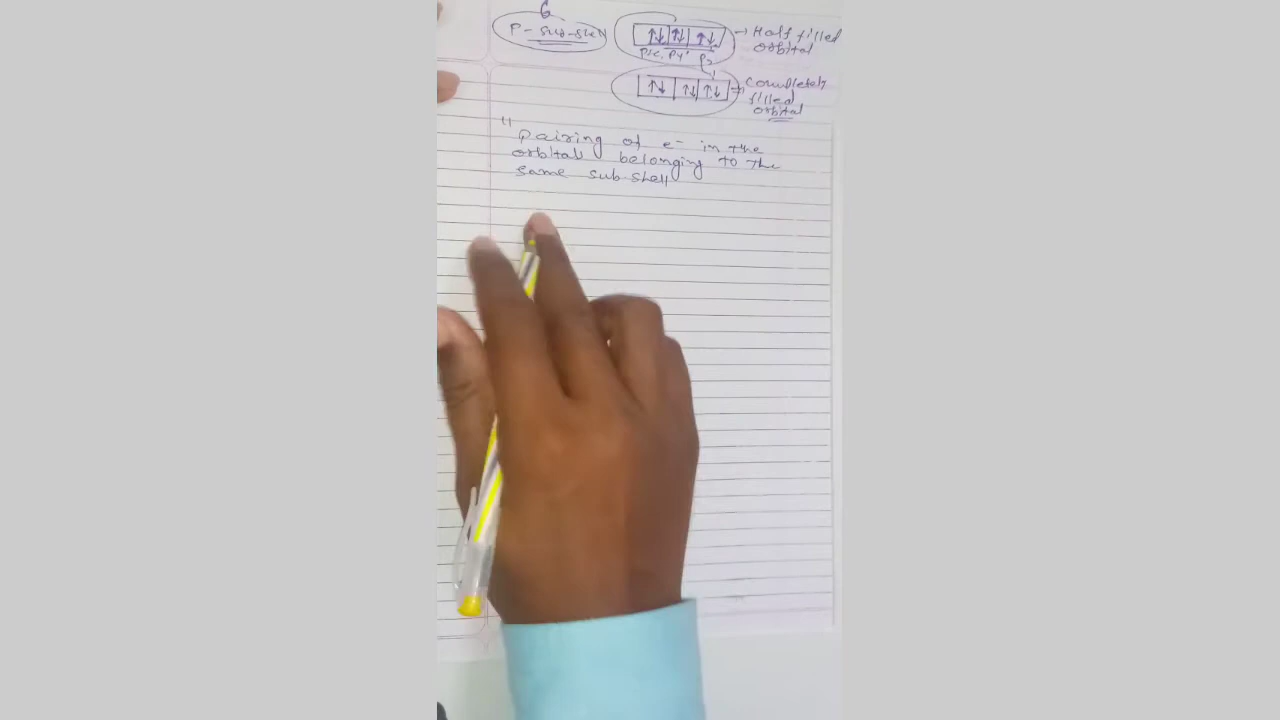 6
P - sub-shell
↑↓ ↑↓ ↑↓ → Half filled
orbital
Px, Py, Pz
↑↓ ↑↓ ↑↓ → Completely
filled
orbital
"
Pairing of e- in the
orbitals belonging to the
same sub shell